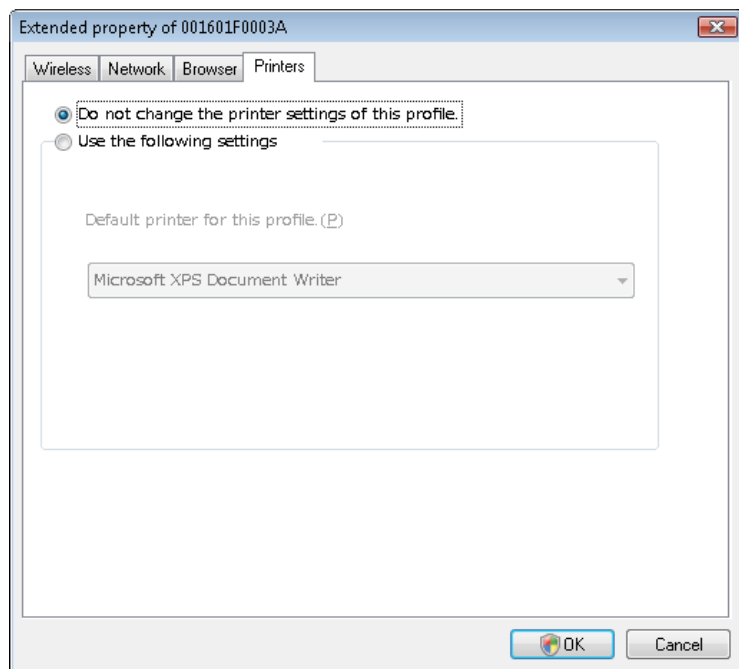 Extended property of 001601F0003A
Wireless Network Browser Printers
Do not change the printer settings of this profile.
Use the following settings
Default printer for this profile.(P)
Microsoft XPS Document Writer
OK Cancel